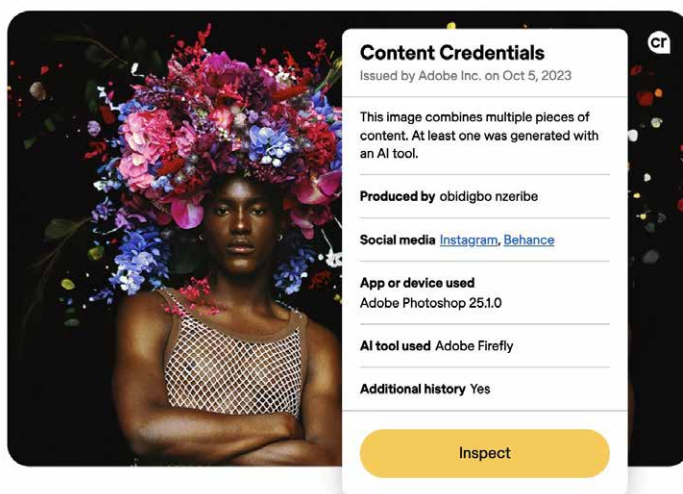 cr
Content Credentials
Issued by Adobe Inc. on Oct 5, 2023
This image combines multiple pieces of
content. At least one was generated with
an AI tool.
Produced by obidigbo nzeribe
Social media Instagram, Behance
App or device used
Adobe Photoshop 25.1.0
AI tool used Adobe Firefly
Additional history Yes
Inspect